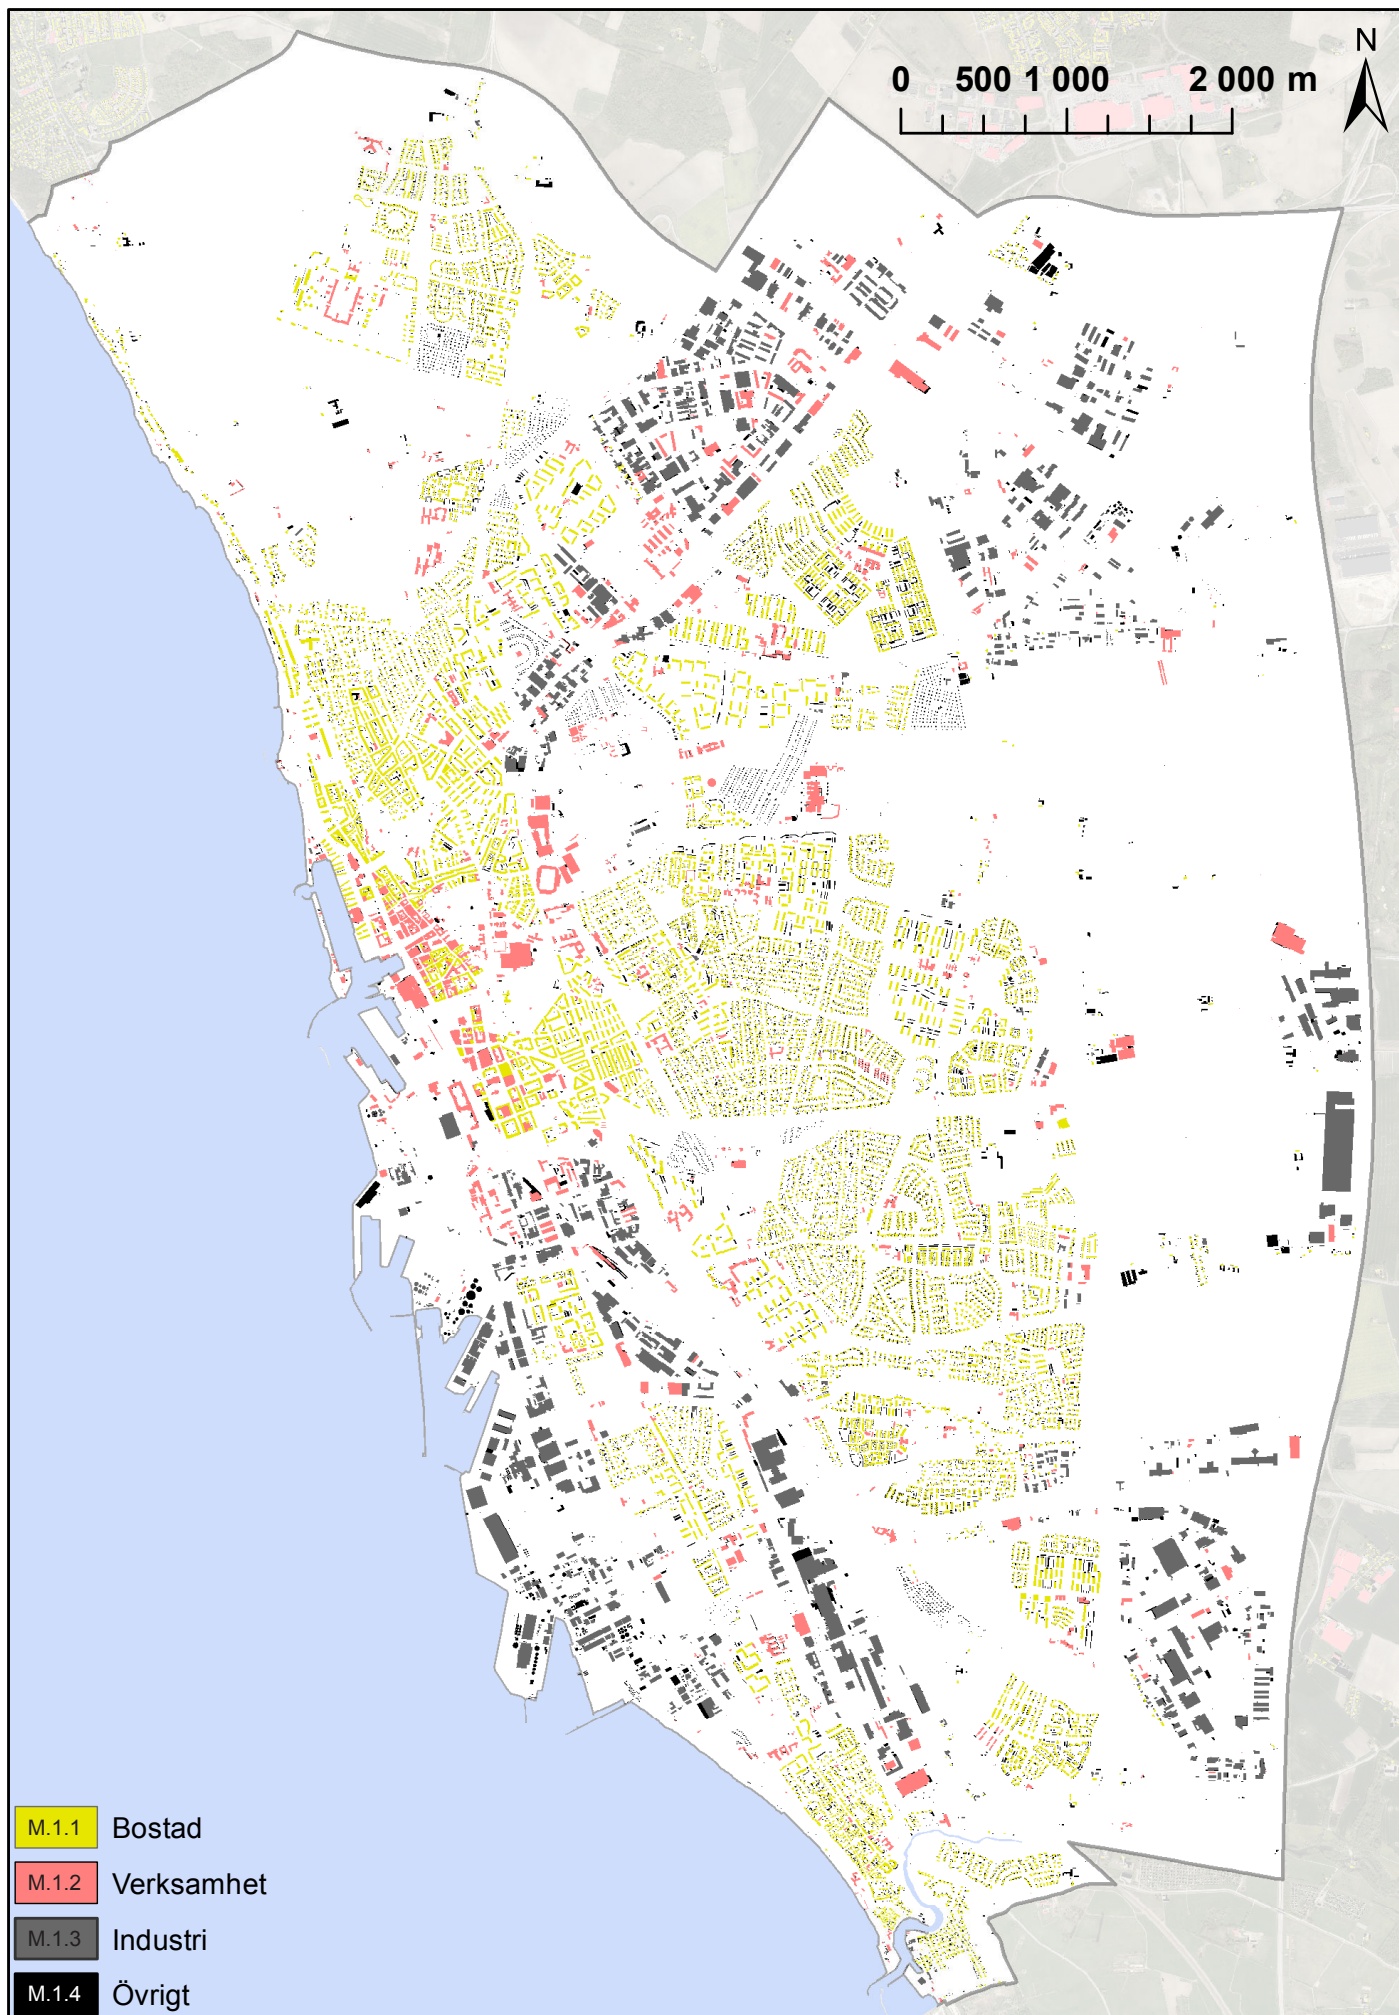 N
0 500 1 000 2 000 m
M.1.1 Bostad
M.1.2 Verksamhet
M.1.3 Industri
M.1.4 Övrigt